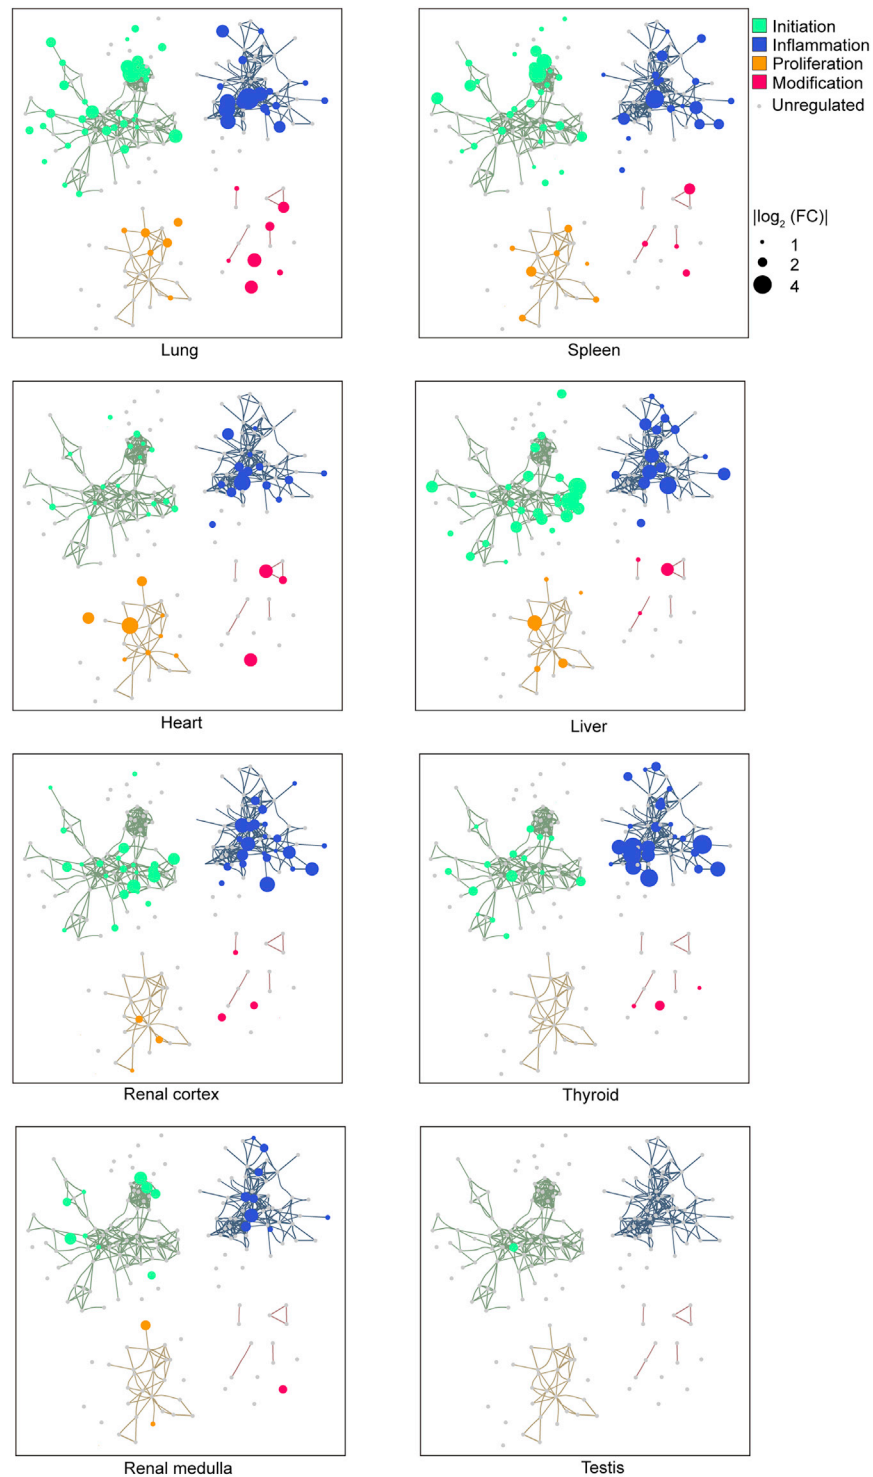 Initiation
Inflammation
Proliferation
Modification
Unregulated
|log2 (FC)|
1
2
4
Lung
Spleen
Heart
Liver
Renal cortex
Thyroid
Renal medulla
Testis